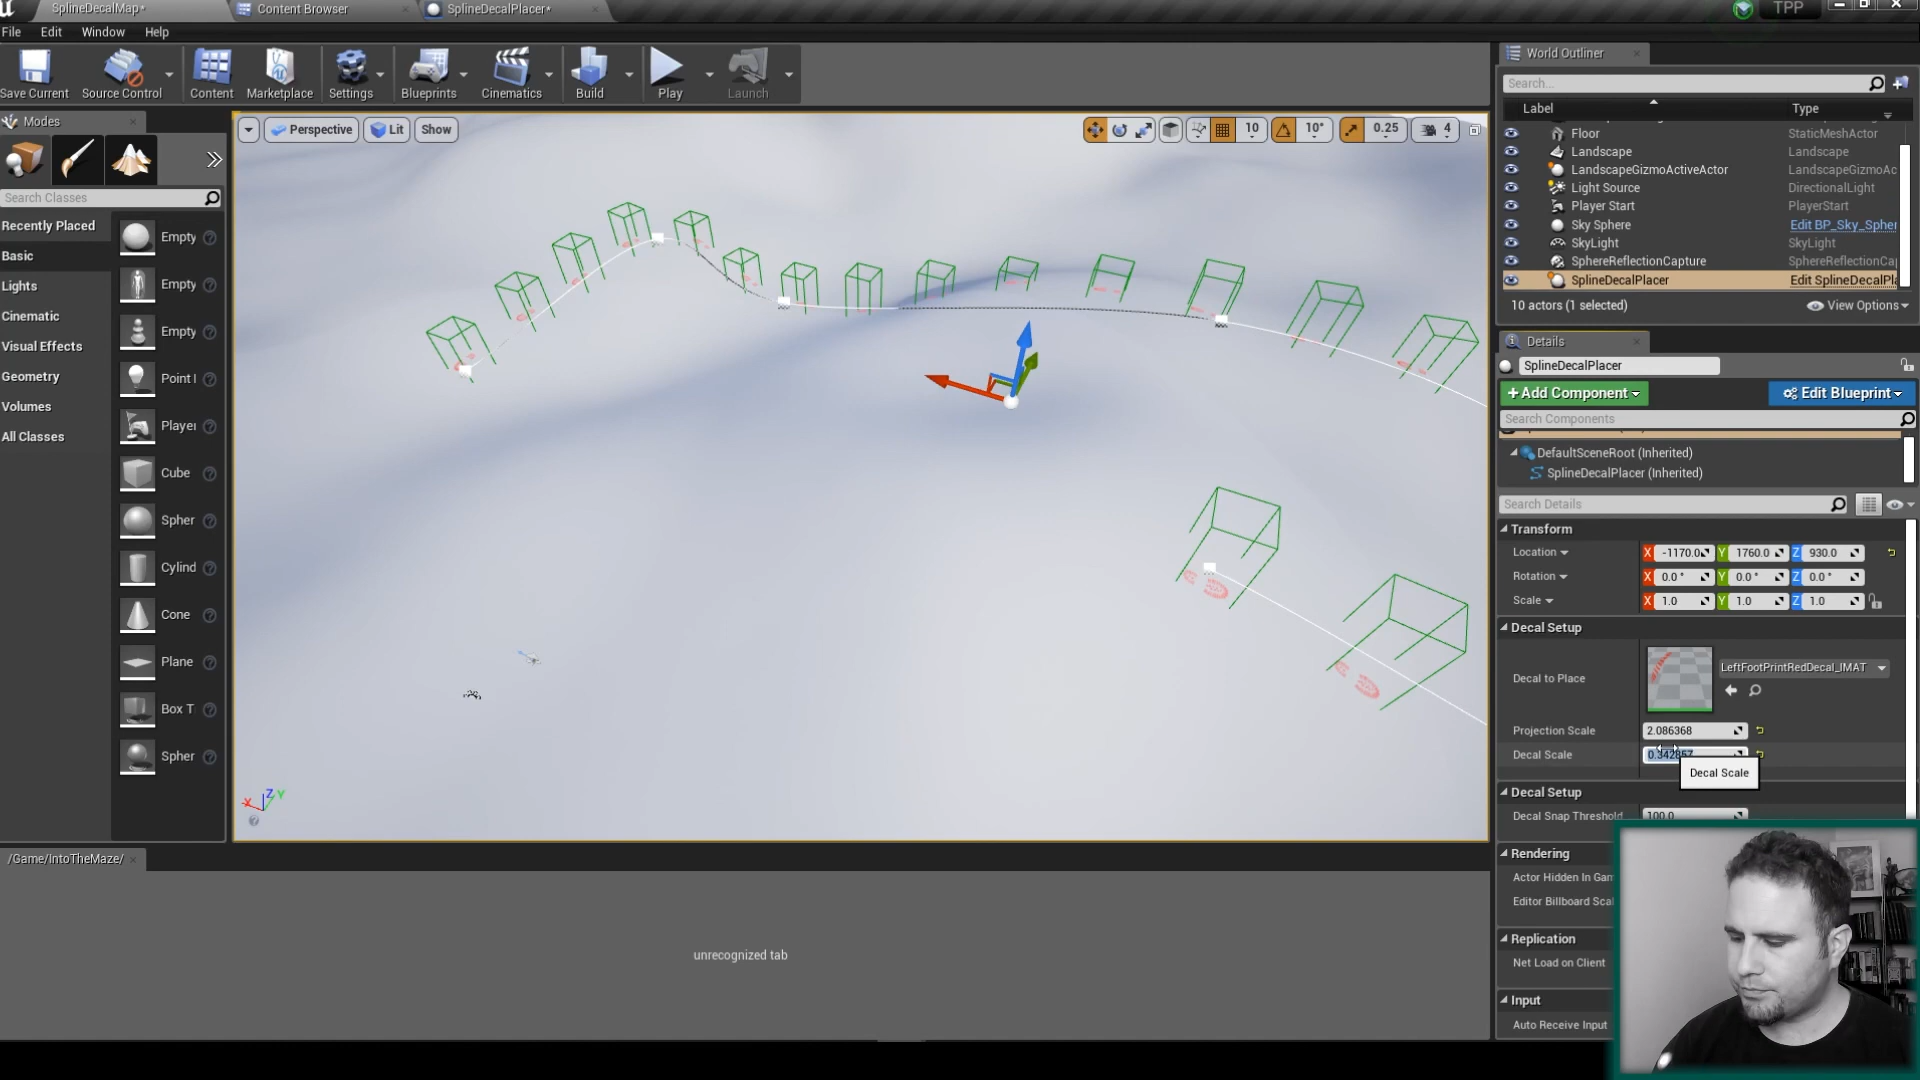 SplineDecalMap*
Content Browser
SplineDecalPlacer*
TPP
File Edit Window Help
Save Current
Source Control
Content
Marketplace
Settings
Blueprints
Cinematics
Build
Play
Launch
Modes
Search Classes
Recently Placed
Basic
Lights
Cinematic
Visual Effects
Geometry
Volumes
All Classes
Empty
Empty
Empty
Point
Player
Cube
Spher
Cylind
Cone
Plane
Box T
Spher
Perspective
Lit
Show
10
10°
0.25
4
X Z Y
/Game/IntoTheMaze/
unrecognized tab
World Outliner
Search...
Label Type
Floor StaticMeshActor
Landscape Landscape
LandscapeGizmoActiveActor LandscapeGizmoAc
Light Source DirectionalLight
Player Start PlayerStart
Sky Sphere Edit BP_Sky_Spher
SkyLight SkyLight
SphereReflectionCapture SphereReflectionCap
SplineDecalPlacer Edit SplineDecalPla
10 actors (1 selected) View Options
Details
SplineDecalPlacer
+ Add Component
Edit Blueprint
Search Components
DefaultSceneRoot (Inherited)
SplineDecalPlacer (Inherited)
Search Details
Transform
Location X -1170.0 Y 1760.0 Z 930.0
Rotation X 0.0 ° Y 0.0 ° Z 0.0 °
Scale X 1.0 Y 1.0 Z 1.0
Decal Setup
Decal to Place
LeftFootPrintRedDecal_IMAT
Projection Scale 2.086368
Decal Scale 0.342857
Decal Scale
Decal Setup
Decal Snap Threshold 100.0
Rendering
Actor Hidden In Gam
Editor Billboard Scal
Replication
Net Load on Client
Input
Auto Receive Input